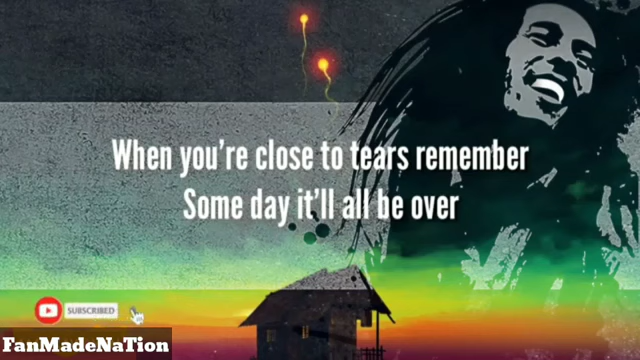 When you're close to tears remember
Some day it'll all be over
SUBSCRIBED
FanMadeNaTion